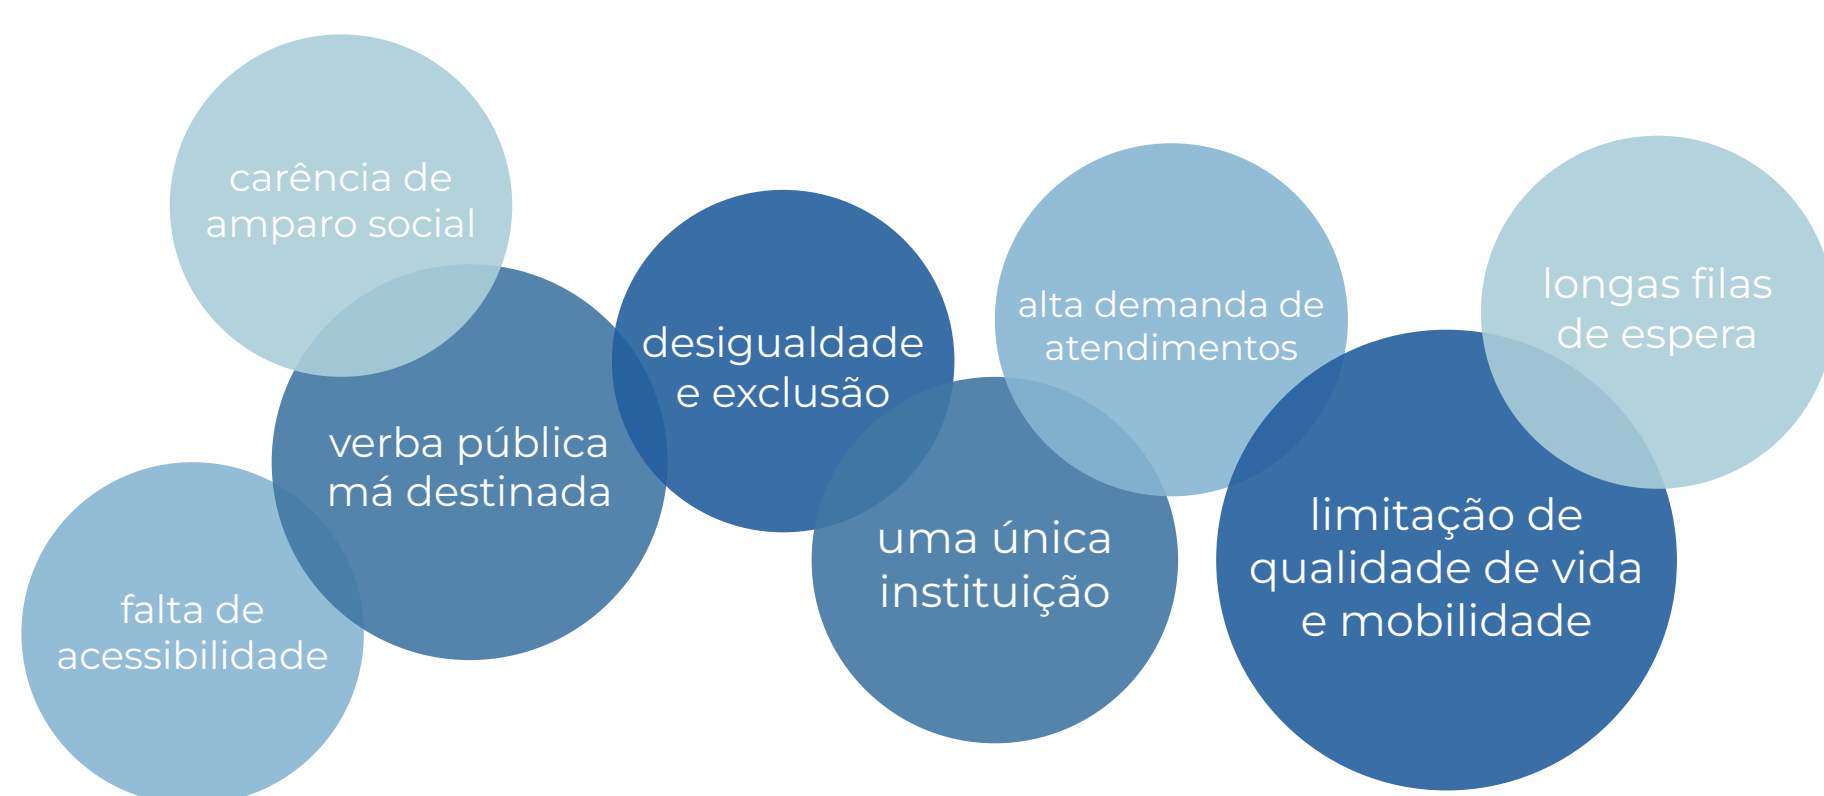 carência de
amparo social
verba pública
má destinada
falta de
acessibilidade
desigualdade
e exclusão
uma única
instituição
alta demanda de
atendimentos
limitação de
qualidade de vida
e mobilidade
longas filas
de espera